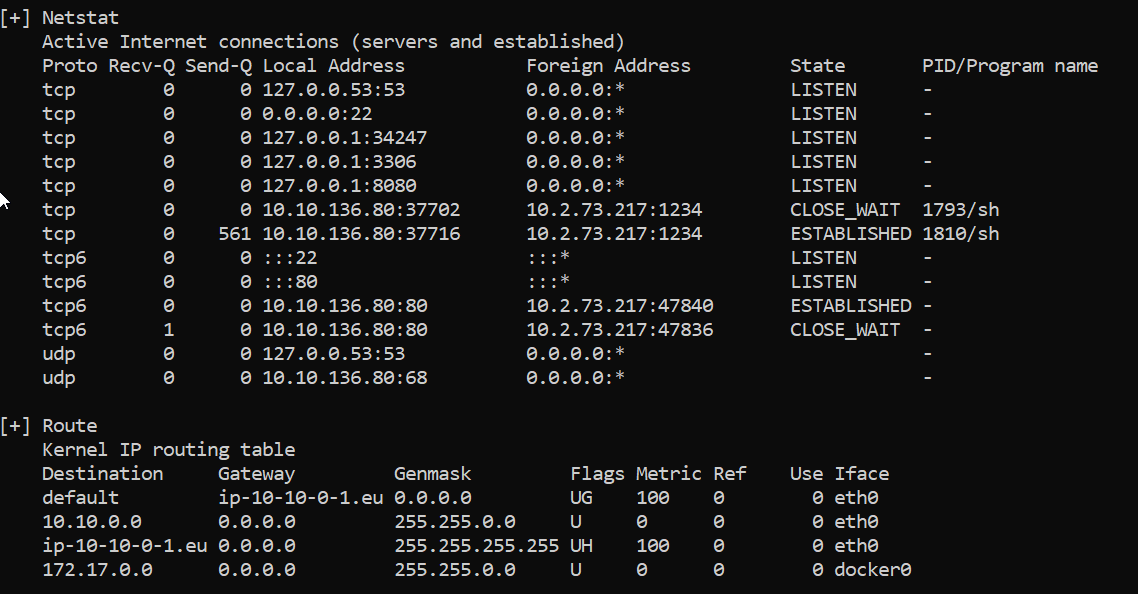 [+] Netstat
    Active Internet connections (servers and established)
    Proto Recv-Q Send-Q Local Address           Foreign Address         State       PID/Program name
    tcp        0      0 127.0.0.53:53           0.0.0.0:*               LISTEN      -
    tcp        0      0 0.0.0.0:22              0.0.0.0:*               LISTEN      -
    tcp        0      0 127.0.0.1:34247         0.0.0.0:*               LISTEN      -
    tcp        0      0 127.0.0.1:3306          0.0.0.0:*               LISTEN      -
    tcp        0      0 127.0.0.1:8080          0.0.0.0:*               LISTEN      -
    tcp        0      0 10.10.136.80:37702      10.2.73.217:1234        CLOSE_WAIT  1793/sh
    tcp        0    561 10.10.136.80:37716      10.2.73.217:1234        ESTABLISHED 1810/sh
    tcp6       0      0 :::22                   :::*                    LISTEN      -
    tcp6       0      0 :::80                   :::*                    LISTEN      -
    tcp6       0      0 10.10.136.80:80         10.2.73.217:47840       ESTABLISHED -
    tcp6       1      0 10.10.136.80:80         10.2.73.217:47836       CLOSE_WAIT  -
    udp        0      0 127.0.0.53:53           0.0.0.0:*                           -
    udp        0      0 10.10.136.80:68         0.0.0.0:*                           -
[+] Route
    Kernel IP routing table
    Destination     Gateway         Genmask         Flags Metric Ref    Use Iface
    default         ip-10-10-0-1.eu 0.0.0.0         UG    100    0        0 eth0
    10.10.0.0       0.0.0.0         255.255.0.0     U     0      0        0 eth0
    ip-10-10-0-1.eu 0.0.0.0         255.255.255.255 UH    100    0        0 eth0
    172.17.0.0      0.0.0.0         255.255.0.0     U     0      0        0 docker0